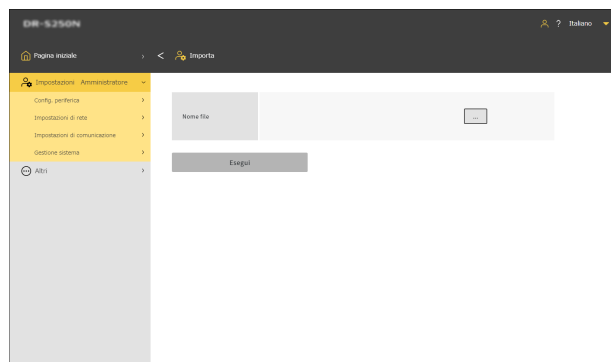 DR-S250N
? Italiano
Pagina iniziale
Importa
Impostazioni Amministratore
Config. periferica
Impostazioni di rete
Impostazioni di comunicazione
Gestione sistema
Altri
Nome file
...
Esegui